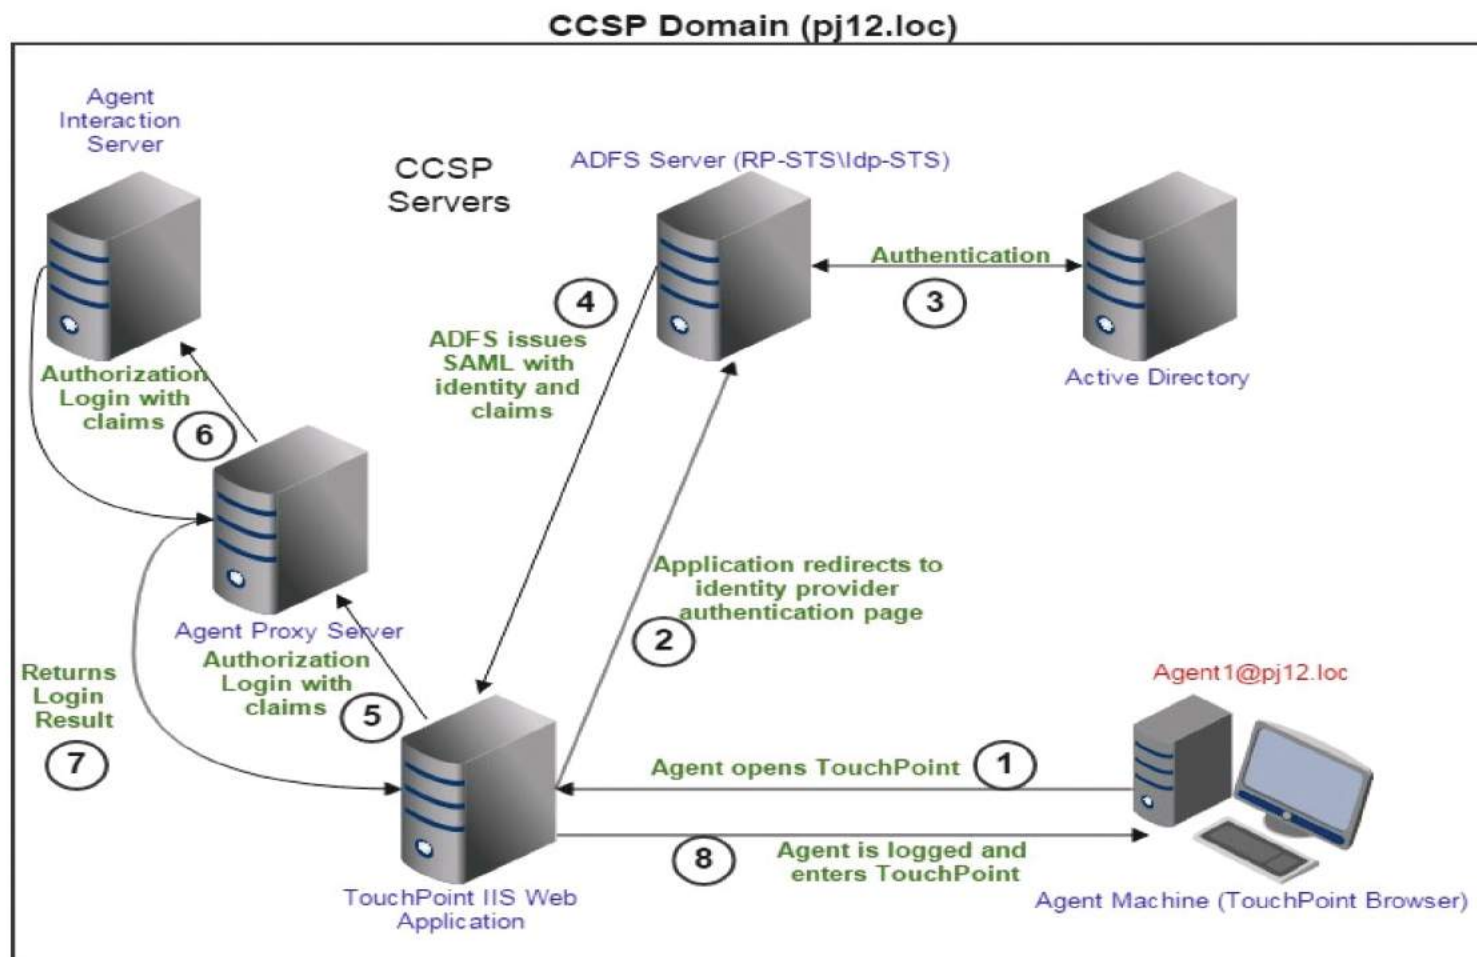 CCSP Domain (pj12.loc)
Agent
Interaction
Server
CCSP
Servers
ADFS Server (RP-STS\Idp-STS)
Authentication
3
Active Directory
4
ADFS issues
SAML with
identity and
claims
Authorization
Login with
claims
6
Agent Proxy Server
Application redirects to
identity provider
authentication page
2
Authorization
Login with
claims
5
Returns
Login
Result
7
Agent1@pj12.loc
Agent opens TouchPoint
1
8
Agent is logged and
enters TouchPoint
TouchPoint IIS Web
Application
Agent Machine (TouchPoint Browser)